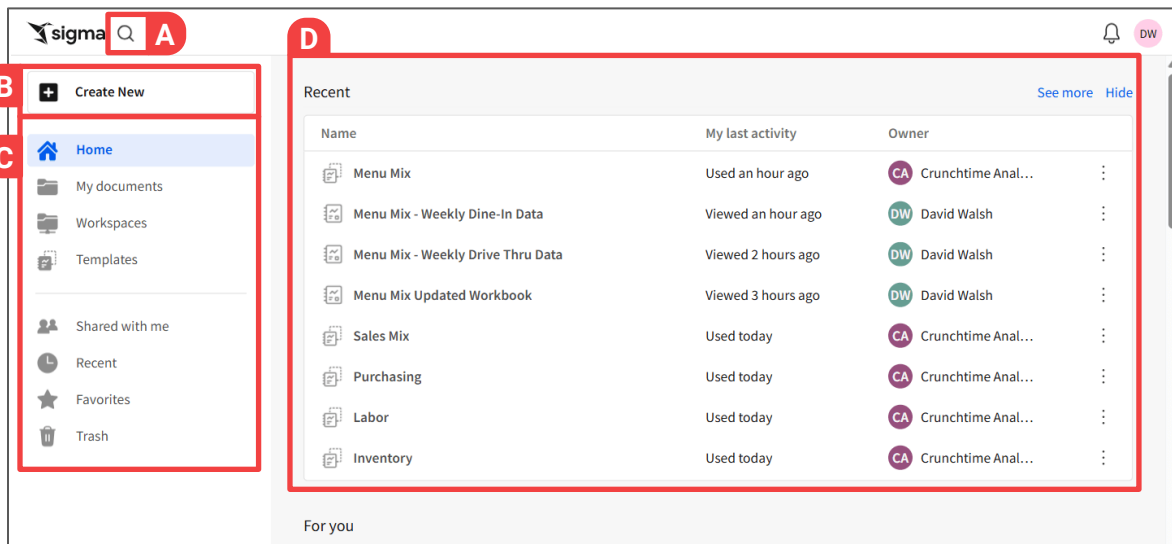 sigma A D DW
B Create New
C Home
My documents
Workspaces
Templates
Shared with me
Recent
Favorites
Trash
Recent See more Hide
Name My last activity Owner
Menu Mix Used an hour ago CA Crunchtime Anal...
Menu Mix - Weekly Dine-In Data Viewed an hour ago DW David Walsh
Menu Mix - Weekly Drive Thru Data Viewed 2 hours ago DW David Walsh
Menu Mix Updated Workbook Viewed 3 hours ago DW David Walsh
Sales Mix Used today CA Crunchtime Anal...
Purchasing Used today CA Crunchtime Anal...
Labor Used today CA Crunchtime Anal...
Inventory Used today CA Crunchtime Anal...
For you